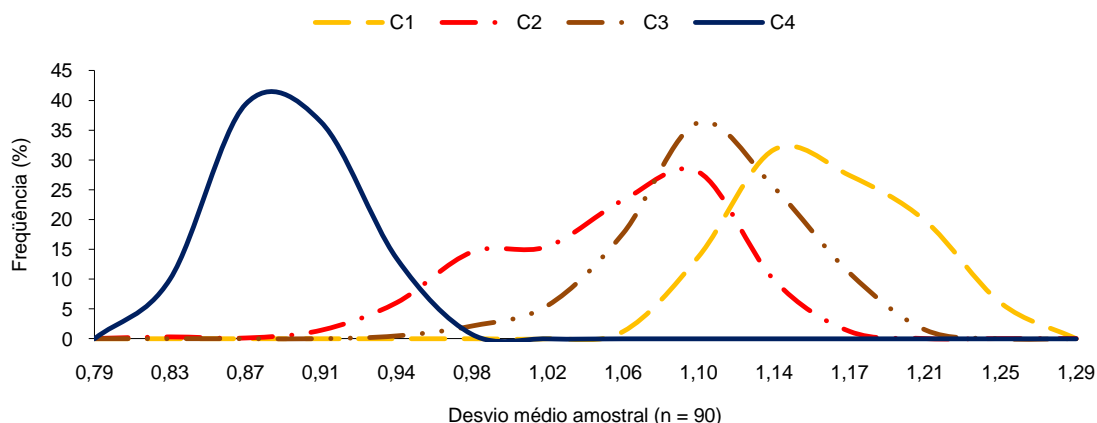 C1 C2 C3 C4
45
40
35
30
25
20
15
10
5
0
Freqüência (%)
0,79 0,83 0,87 0,91 0,94 0,98 1,02 1,06 1,10 1,14 1,17 1,21 1,25 1,29
Desvio médio amostral (n = 90)